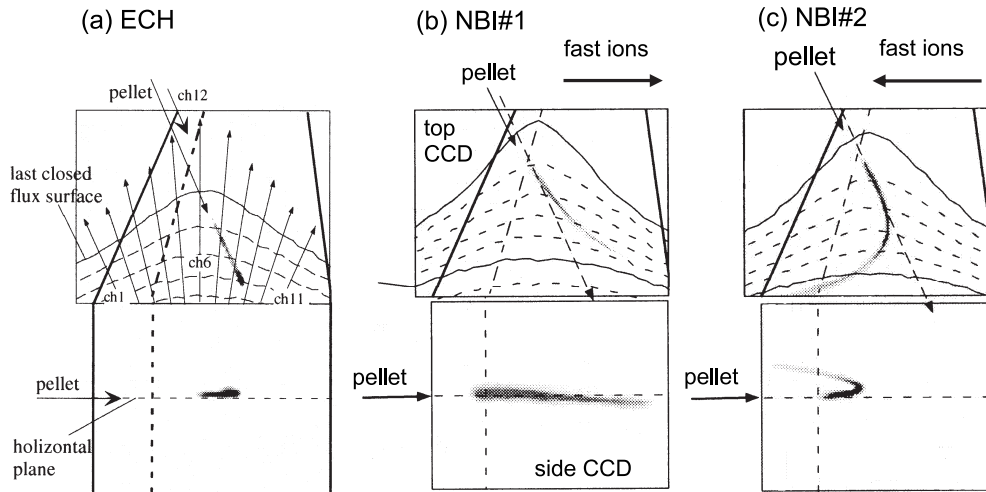 (a) ECH
pellet
ch12
last closed
flux surface
ch6
ch1
ch11
pellet
holizontal
plane
(b) NBI#1
fast ions
pellet
top
CCD
pellet
side CCD
(c) NBI#2
fast ions
pellet
pellet